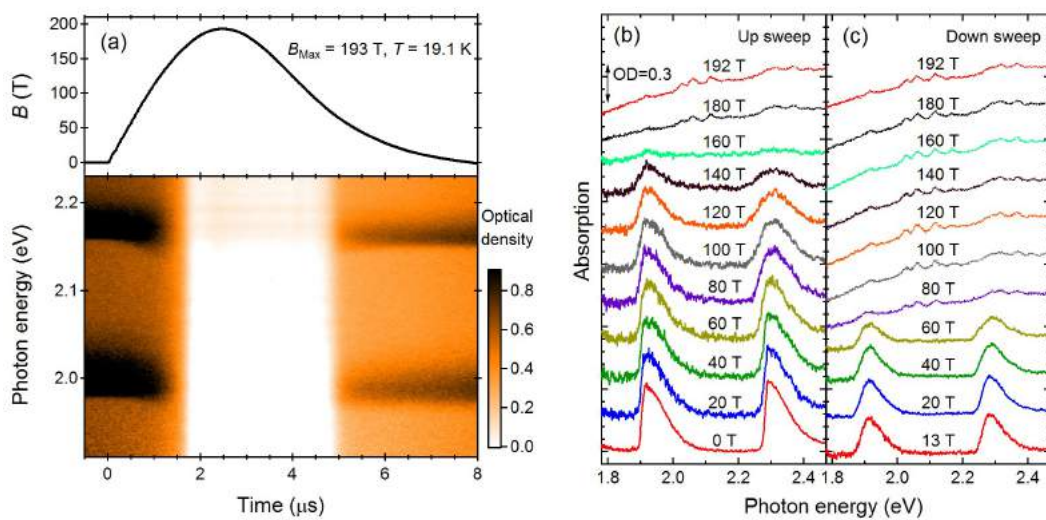 (a)
B_Max = 193 T, T = 19.1 K
200
150
100
50
0
B (T)
2.2
2.1
2.0
Photon energy (eV)
Optical
density
0.8
0.6
0.4
0.2
0.0
0 2 4 6 8
Time (μs)
(b) Up sweep
OD=0.3
192 T
180 T
160 T
140 T
120 T
100 T
80 T
60 T
40 T
20 T
0 T
Absorption
1.8 2.0 2.2 2.4
(c) Down sweep
192 T
180 T
160 T
140 T
120 T
100 T
80 T
60 T
40 T
20 T
13 T
1.8 2.0 2.2 2.4
Photon energy (eV)